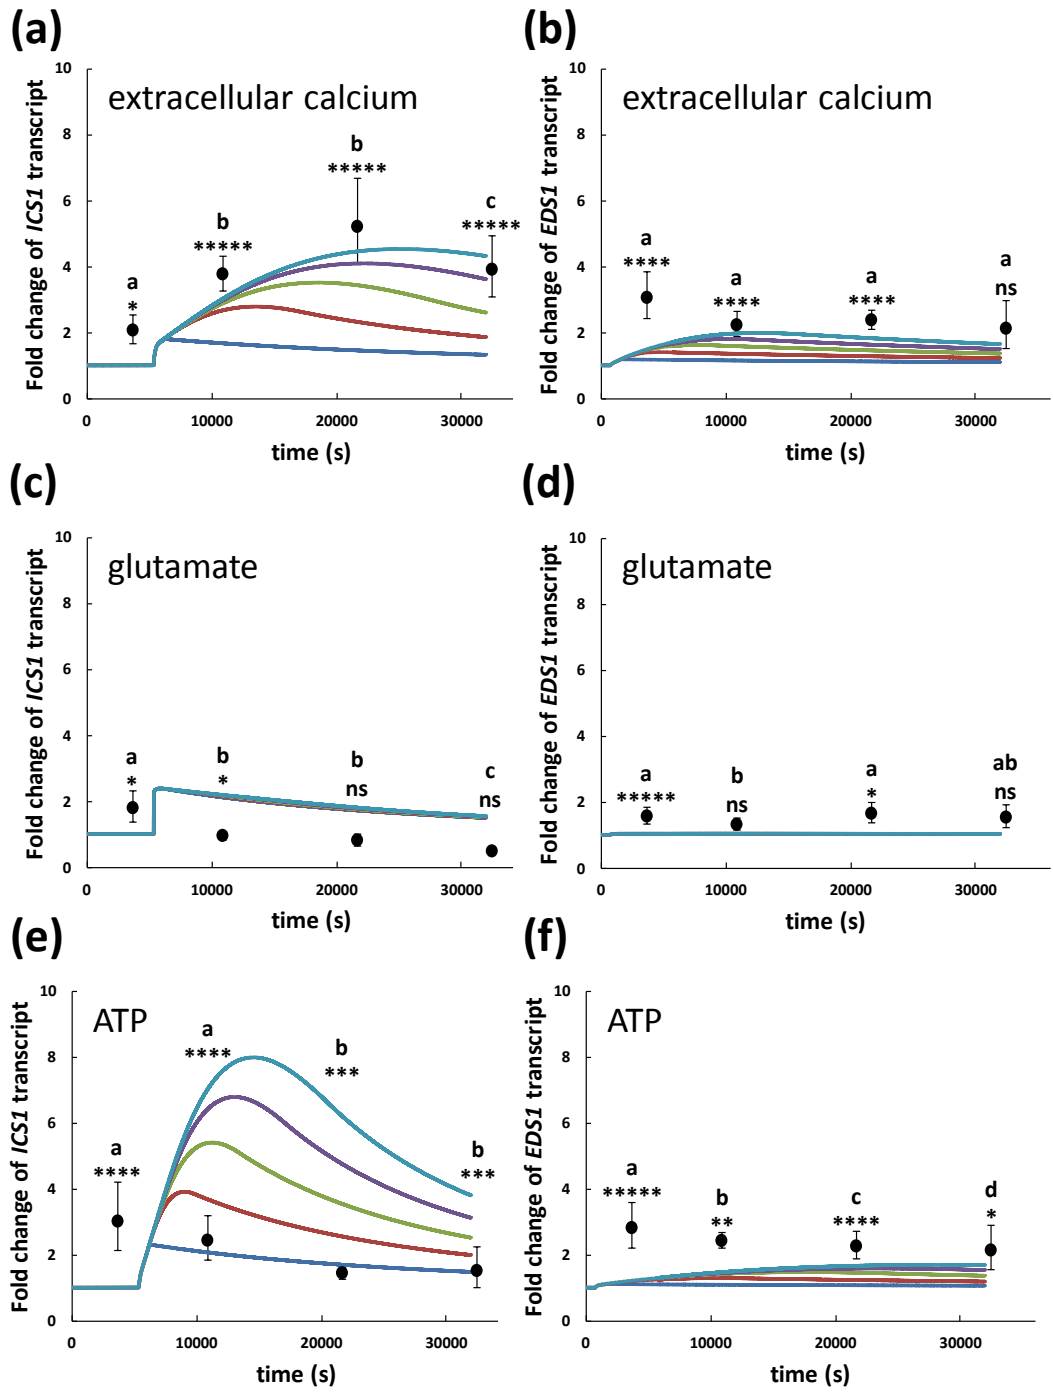 (a)
Fold change of ICS1 transcript
10
8
6
4
2
0
extracellular calcium
a
*
b
*****
b
*****
c
*****
0 10000 20000 30000
time (s)
(b)
Fold change of EDS1 transcript
10
8
6
4
2
0
extracellular calcium
a
****
a
****
a
****
a
ns
0 10000 20000 30000
time (s)
(c)
Fold change of ICS1 transcript
10
8
6
4
2
0
glutamate
a
*
b
*
b
ns
c
ns
0 10000 20000 30000
time (s)
(d)
Fold change of EDS1 transcript
10
8
6
4
2
0
glutamate
a
*****
b
ns
a
*
ab
ns
0 10000 20000 30000
time (s)
(e)
Fold change of ICS1 transcript
10
8
6
4
2
0
ATP
a
****
a
****
b
***
b
***
0 10000 20000 30000
time (s)
(f)
Fold change of EDS1 transcript
10
8
6
4
2
0
ATP
a
*****
b
**
c
****
d
*
0 10000 20000 30000
time (s)